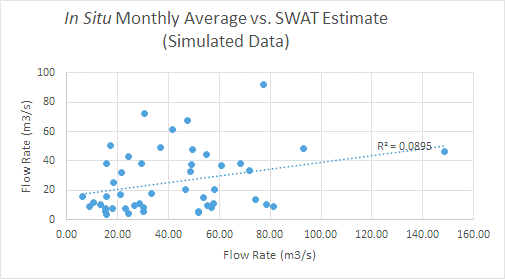 In Situ Monthly Average vs. SWAT Estimate
(Simulated Data)
100
80
60
40
20
0
Flow Rate (m3/s)
R² = 0.0895
0.00 20.00 40.00 60.00 80.00 100.00 120.00 140.00 160.00
Flow Rate (m3/s)